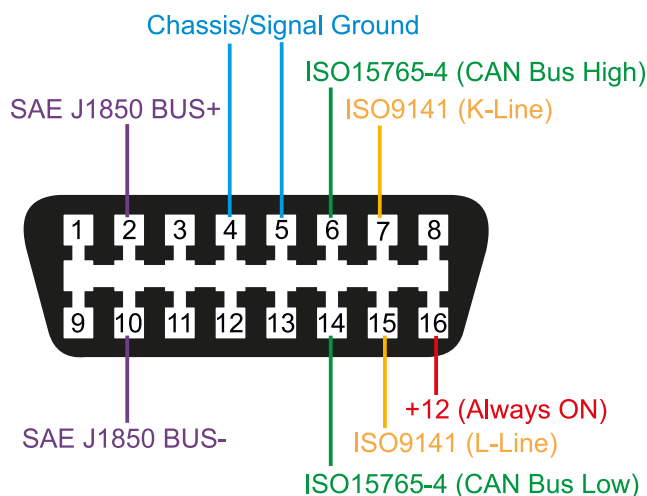 Chassis/Signal Ground
ISO15765-4 (CAN Bus High)
SAE J1850 BUS+
ISO9141 (K-Line)
1 2 3 4 5 6 7 8
9 10 11 12 13 14 15 16
+12 (Always ON)
SAE J1850 BUS-
ISO9141 (L-Line)
ISO15765-4 (CAN Bus Low)